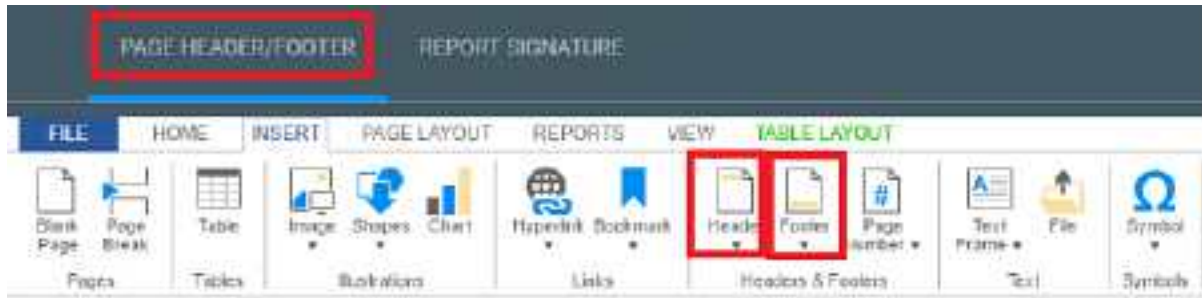 PAGE HEADER/FOOTER REPORT SIGNATURE
FILE HOME INSERT PAGE LAYOUT REPORTS VIEW TABLE LAYOUT
Blank Page Table Image Shapes Chart Hyperlink Bookmark Header Footer Page Text File Symbol
Page Break Number Frame
Pages Tables Illustrations Links Headers & Footers Text Symbols